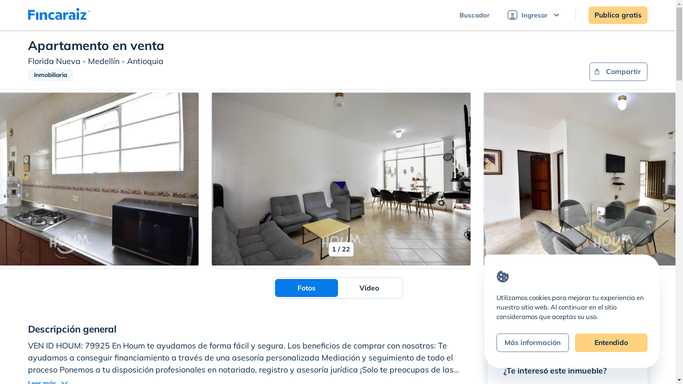 Fincaraiz
Buscador
Ingresar
Publica gratis
Apartamento en venta
Florida Nueva - Medellín - Antioquia
Inmobiliaria
Compartir
HOUM
HOUM
HOUM
1 / 22
Fotos
Video
Descripción general
VEN ID HOUM: 79925 En Houm te ayudamos de forma fácil y segura. Los beneficios de comprar con nosotros: Te
ayudamos a conseguir financiamiento a través de una asesoría personalizada Mediación y seguimiento de todo el
proceso Ponemos a tu disposición profesionales en notariado, registro y asesoría jurídica ¡Solo te preocupas de las...
Leer más
Utilizamos cookies para mejorar tu experiencia en
nuestro sitio web. Al continuar en el sitio
consideramos que aceptas su uso.
Más información
Entendido
¿Te interesó este inmueble?